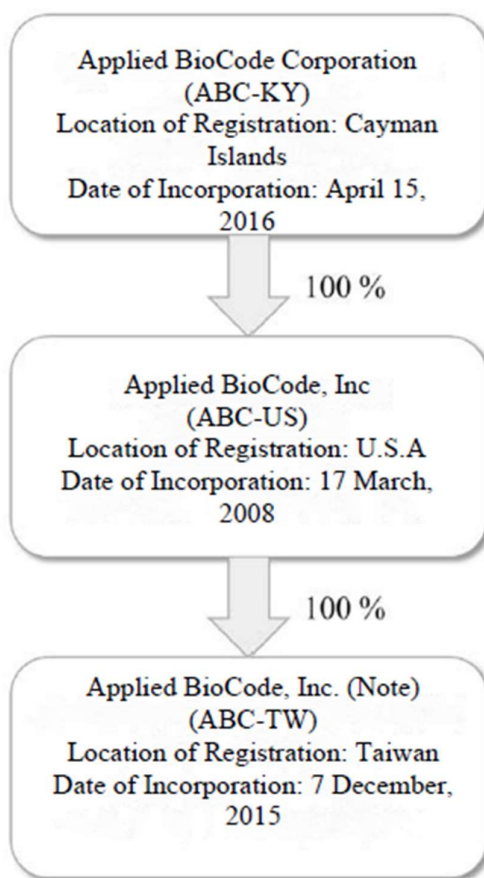 Applied BioCode Corporation
(ABC-KY)
Location of Registration: Cayman
Islands
Date of Incorporation: April 15,
2016
100 %
Applied BioCode, Inc
(ABC-US)
Location of Registration: U.S.A
Date of Incorporation: 17 March,
2008
100 %
Applied BioCode, Inc. (Note)
(ABC-TW)
Location of Registration: Taiwan
Date of Incorporation: 7 December,
2015